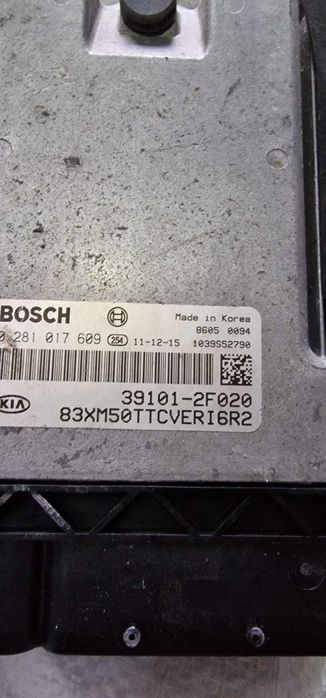 BOSCH
Made in Korea
8605 0094
0 281 017 609 254 11-12-15 1039S52790
KIA
39101-2F020
83XM50TTCVERI6R2